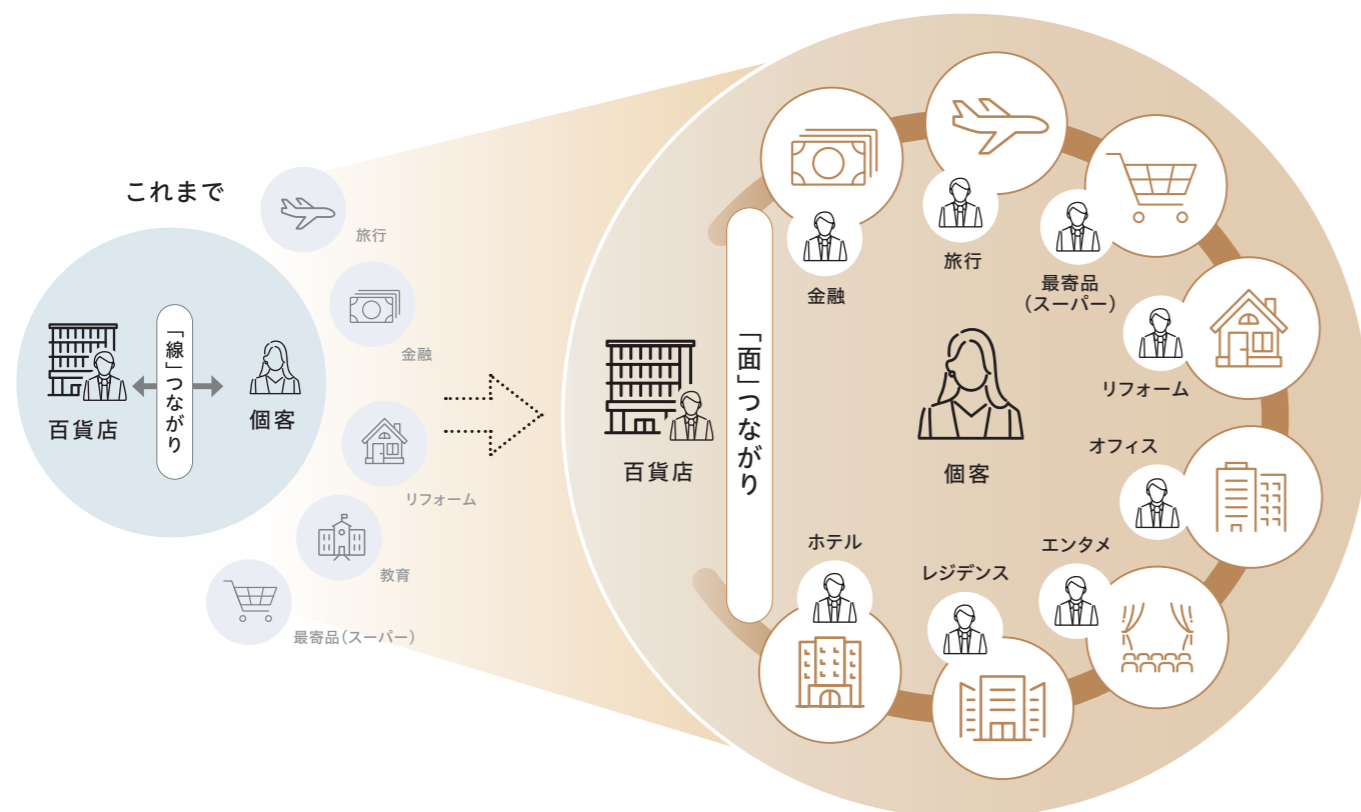 これまで
旅行
金融
百貨店
「線」つながり
個客
リフォーム
教育
最寄品(スーパー)
百貨店
「面」つながり
個客
金融
旅行
最寄品
(スーパー)
リフォーム
オフィス
エンタメ
レジデンス
ホテル